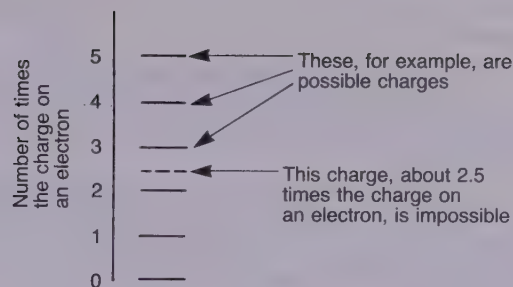 Number of times
the charge on
an electron
5
4
3
2
1
0
These, for example, are
possible charges
This charge, about 2.5
times the charge on
an electron, is impossible